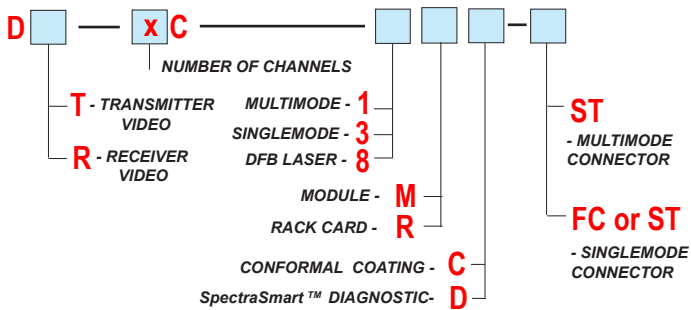 D x C
NUMBER OF CHANNELS
T - TRANSMITTER
VIDEO
R - RECEIVER
VIDEO
MULTIMODE - 1
SINGLEMODE - 3
DFB LASER - 8
MODULE - M
RACK CARD - R
CONFORMAL COATING - C
SpectraSmart ™ DIAGNOSTIC- D
ST
- MULTIMODE
CONNECTOR
FC or ST
- SINGLEMODE
CONNECTOR